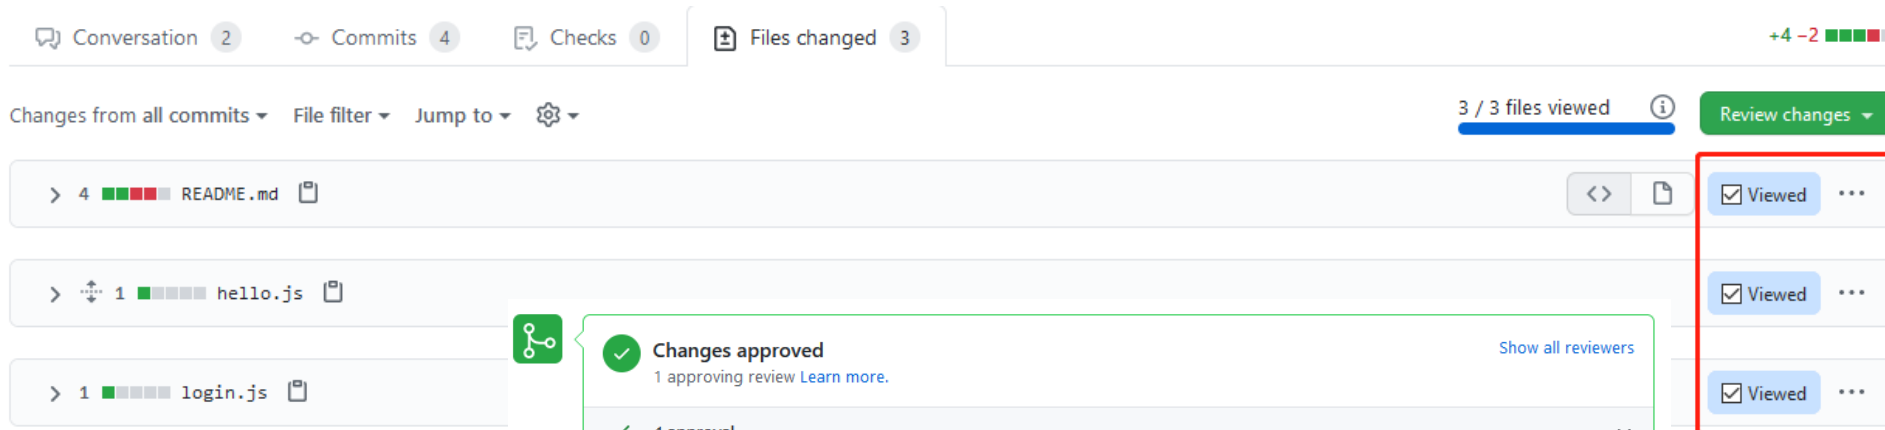 Conversation 2 Commits 4 Checks 0 Files changed 3 +4 −2
Changes from all commits File filter Jump to 3 / 3 files viewed Review changes
4 README.md Viewed
1 hello.js Viewed
Changes approved Show all reviewers
1 approving review Learn more.
1 login.js Viewed
1 approval